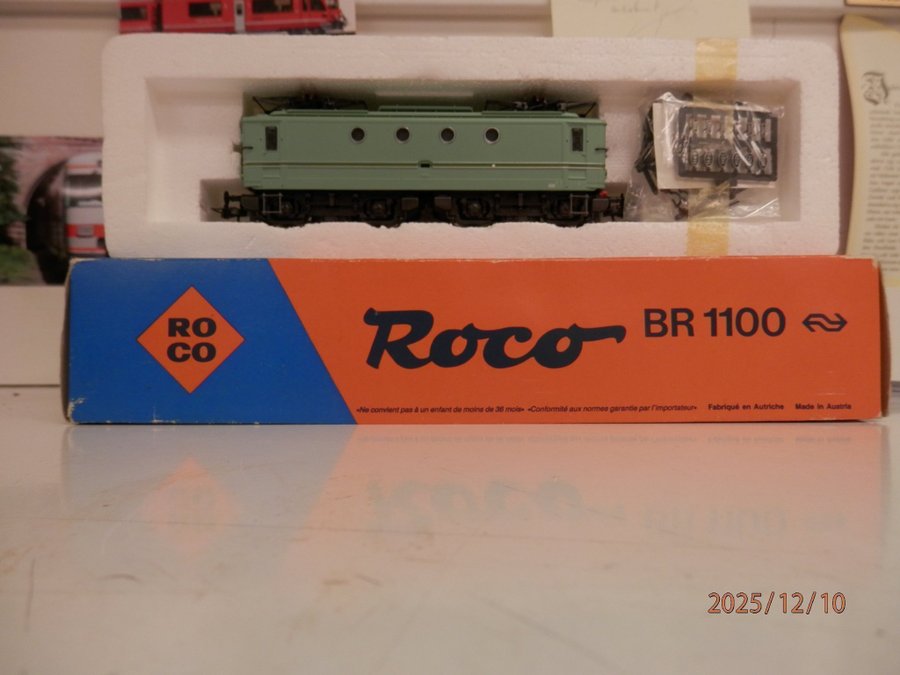 RO
CO
Roco
BR 1100
«Ne convient pas à un enfant de moins de 36 mois» «Conformité aux normes garantie par l'importateur» Fabriqué en Autriche Made in Austria
2025/12/10